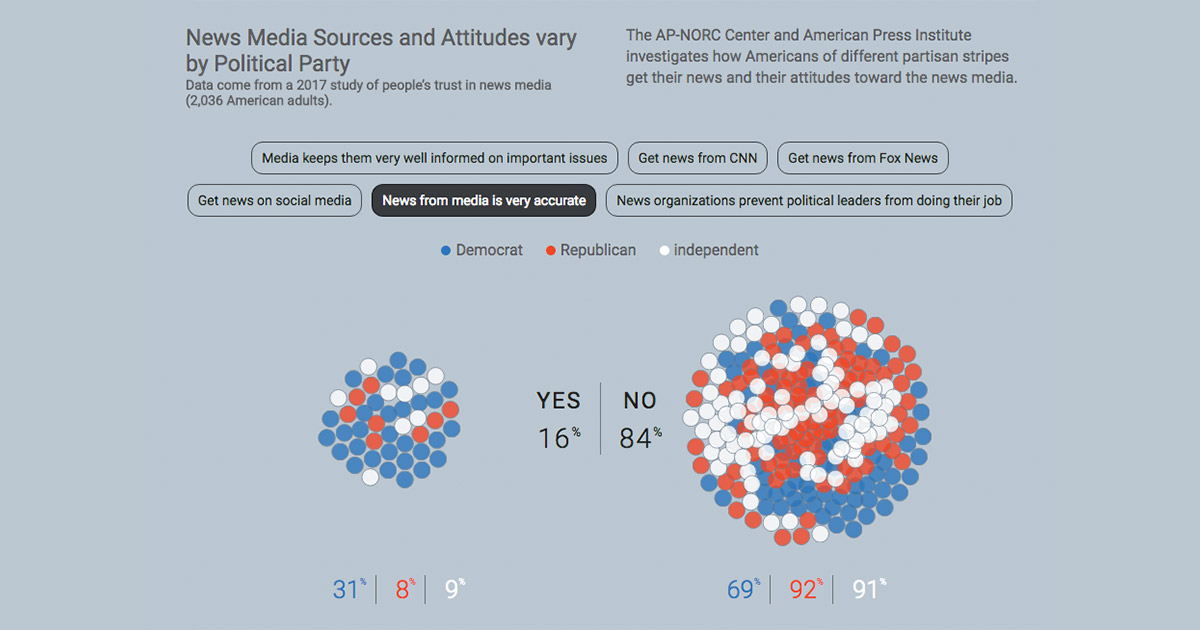 News Media Sources and Attitudes vary
by Political Party
Data come from a 2017 study of people's trust in news media
(2,036 American adults).
The AP-NORC Center and American Press Institute
investigates how Americans of different partisan stripes
get their news and their attitudes toward the news media.
Media keeps them very well informed on important issues
Get news from CNN
Get news from Fox News
Get news on social media
News from media is very accurate
News organizations prevent political leaders from doing their job
Democrat
Republican
independent
YES
16%
NO
84%
31% 8% 9%
69% 92% 91%